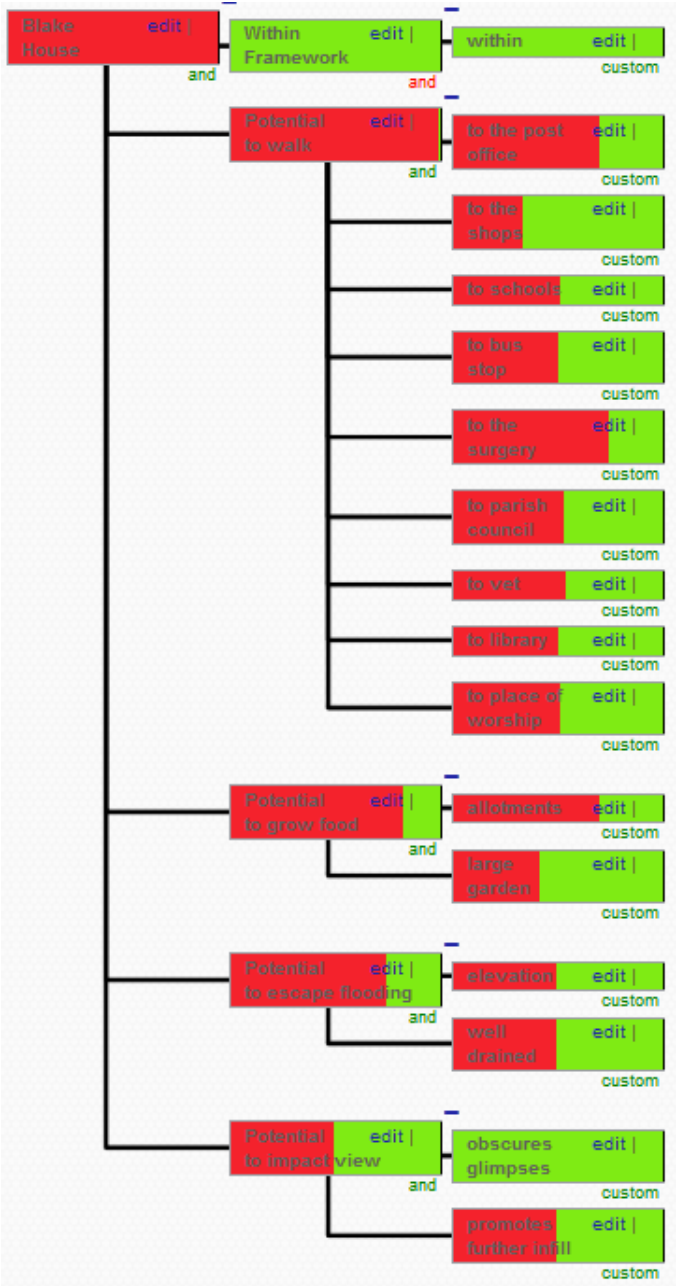 Blake edit |
House
and
Within edit |
Framework
and
within edit |
custom
Potential edit |
to walk
and
to the post edit |
office
custom
to the edit |
shops
custom
to schools edit |
custom
to bus edit |
stop
custom
to the edit |
surgery
custom
to parish edit |
council
custom
to vet edit |
custom
to library edit |
custom
to place of edit |
worship
custom
Potential edit |
to grow food
and
allotments edit |
custom
large edit |
garden
custom
Potential edit |
to escape flooding
and
elevation edit |
custom
well edit |
drained
custom
Potential edit |
to impact view
and
obscures edit |
glimpses
custom
promotes edit |
further infill
custom